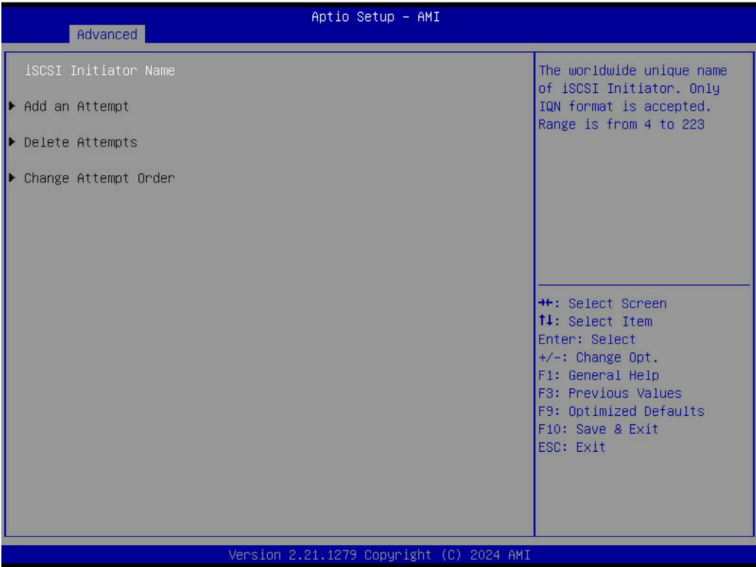 Aptio Setup - AMI
Advanced
iSCSI Initiator Name
▶ Add an Attempt
▶ Delete Attempts
▶ Change Attempt Order
The worldwide unique name
of iSCSI Initiator. Only
IQN format is accepted.
Range is from 4 to 223
→←: Select Screen
↑↓: Select Item
Enter: Select
+/-: Change Opt.
F1: General Help
F3: Previous Values
F9: Optimized Defaults
F10: Save & Exit
ESC: Exit
Version 2.21.1279 Copyright (C) 2024 AMI